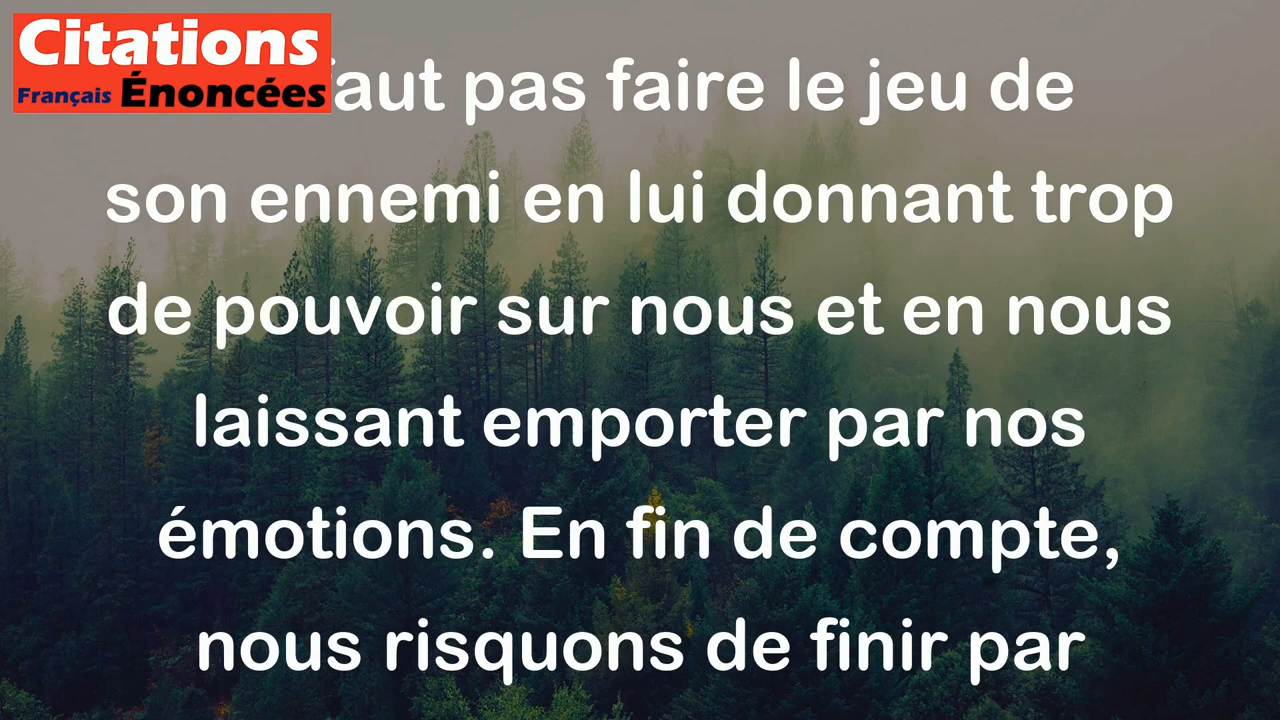 Citations
Français Énoncées
faut pas faire le jeu de
son ennemi en lui donnant trop
de pouvoir sur nous et en nous
laissant emporter par nos
émotions. En fin de compte,
nous risquons de finir par